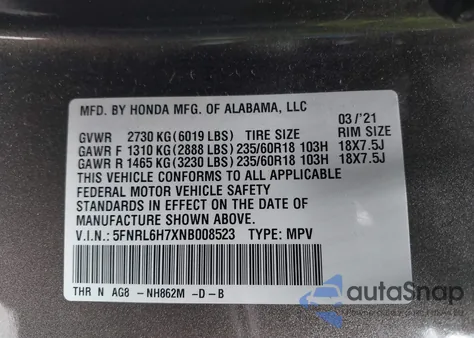 MFD. BY HONDA MFG. OF ALABAMA, LLC
03 /'21
GVWR 2730 KG(6019 LBS) TIRE SIZE RIM SIZE
GAWR F 1310 KG (2888 LBS) 235/60R18 103H 18X7.5J
GAWR R 1465 KG (3230 LBS) 235/60R18 103H 18X7.5J
THIS VEHICLE CONFORMS TO ALL APPLICABLE
FEDERAL MOTOR VEHICLE SAFETY
STANDARDS IN EFFECT ON THE DATE OF
MANUFACTURE SHOWN ABOVE.
V.I.N.: 5FNRL6H7XNB008523 TYPE: MPV
THR N AG8 - NH862M -D -B
autoSnap